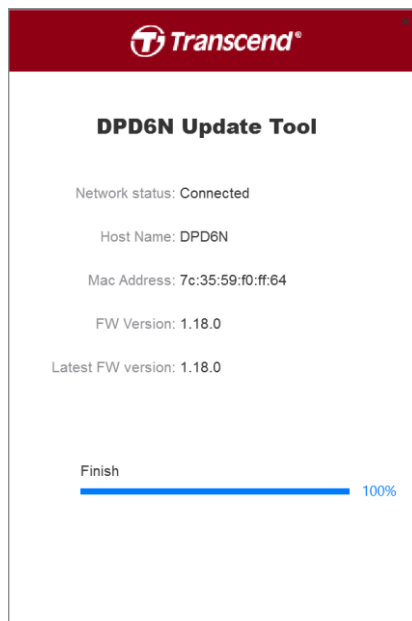 Transcend®
DPD6N Update Tool
Network status: Connected
Host Name: DPD6N
Mac Address: 7c:35:59:f0:ff:64
FW Version: 1.18.0
Latest FW version: 1.18.0
Finish
100%